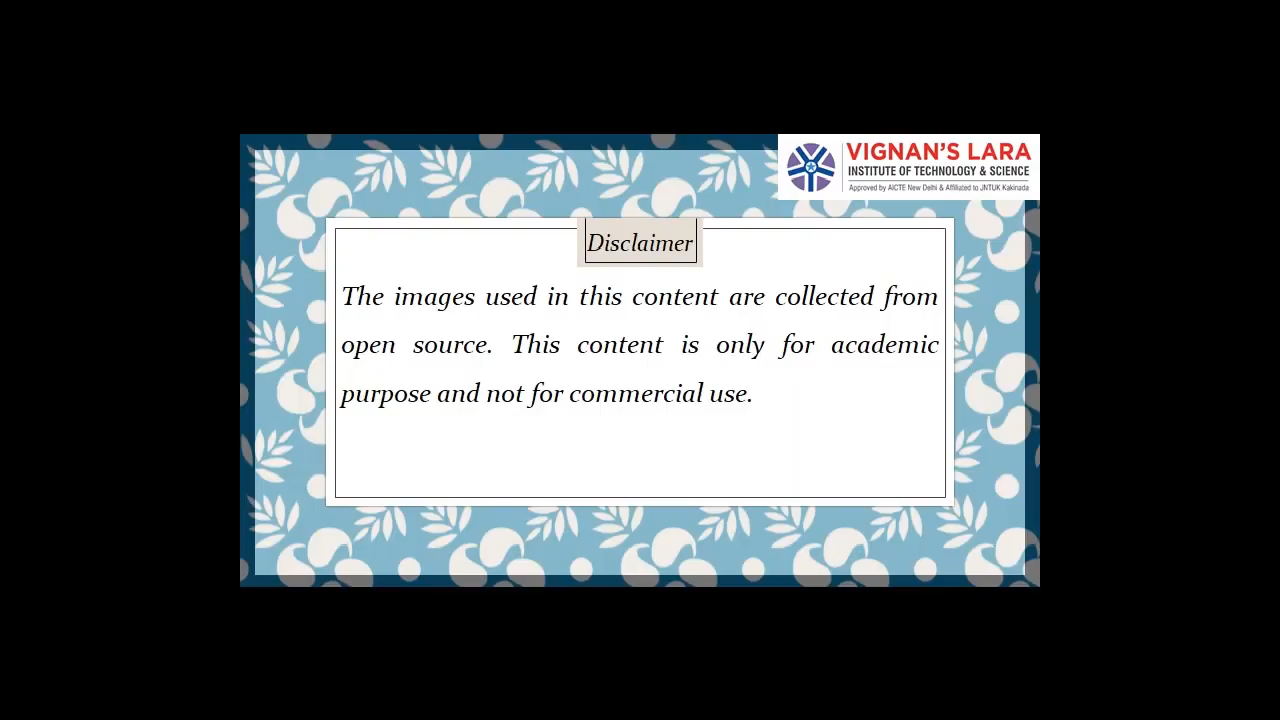 VIGNAN'S LARA
INSTITUTE OF TECHNOLOGY & SCIENCE
Approved by AICTE New Delhi & Affiliated to JNTUK Kakinada
Disclaimer
The images used in this content are collected from
open source. This content is only for academic
purpose and not for commercial use.